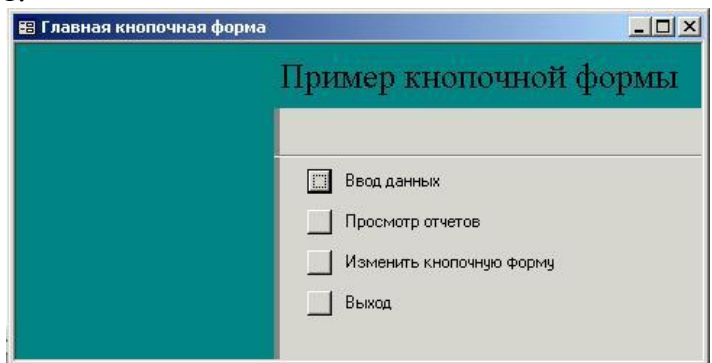 Главная кнопочная форма
Пример кнопочной формы
Ввод данных
Просмотр отчетов
Изменить кнопочную форму
Выход